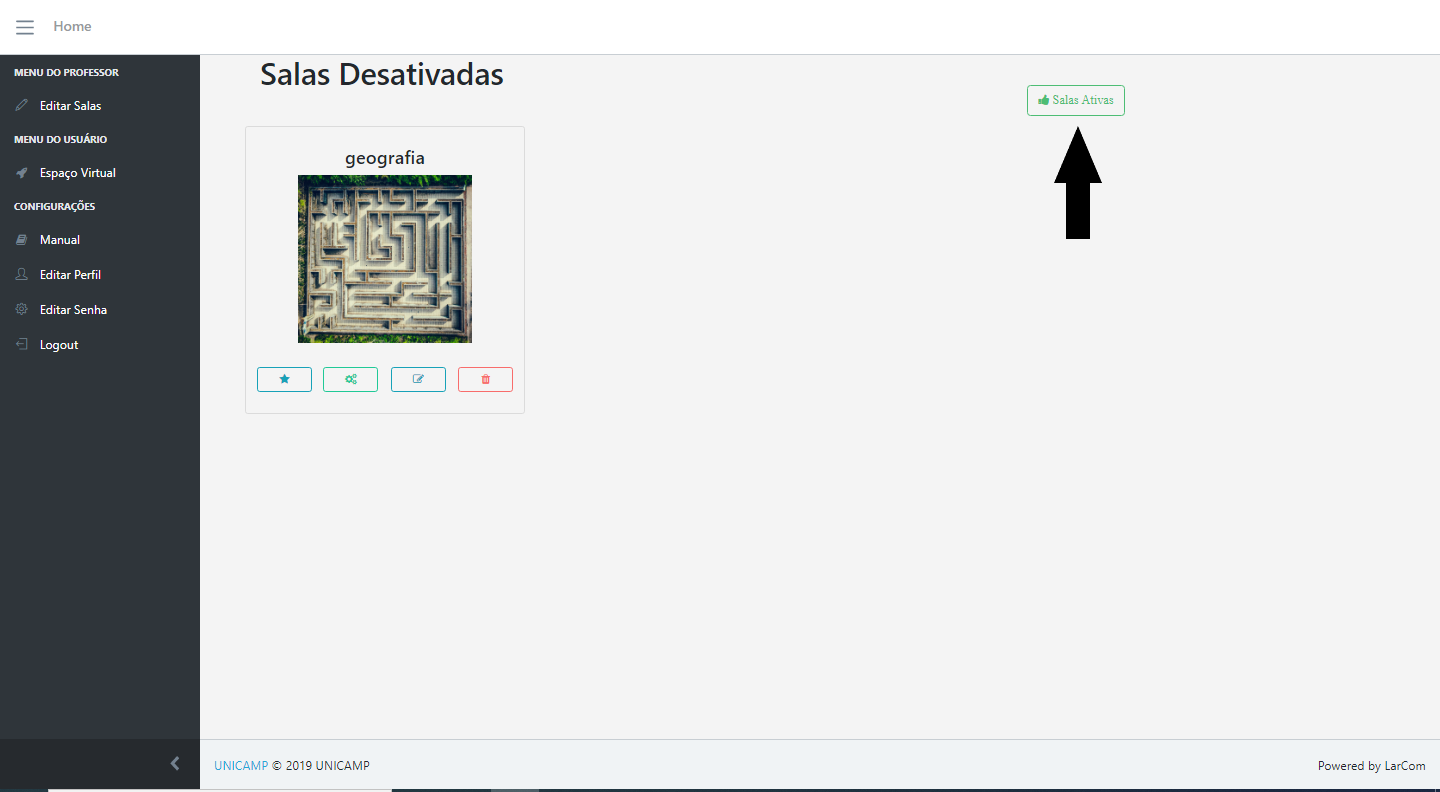 Home
MENU DO PROFESSOR
Editar Salas
MENU DO USUÁRIO
Espaço Virtual
CONFIGURAÇÕES
Manual
Editar Perfil
Editar Senha
Logout
Salas Desativadas
Salas Ativas
geografia
UNICAMP © 2019 UNICAMP
Powered by LarCom